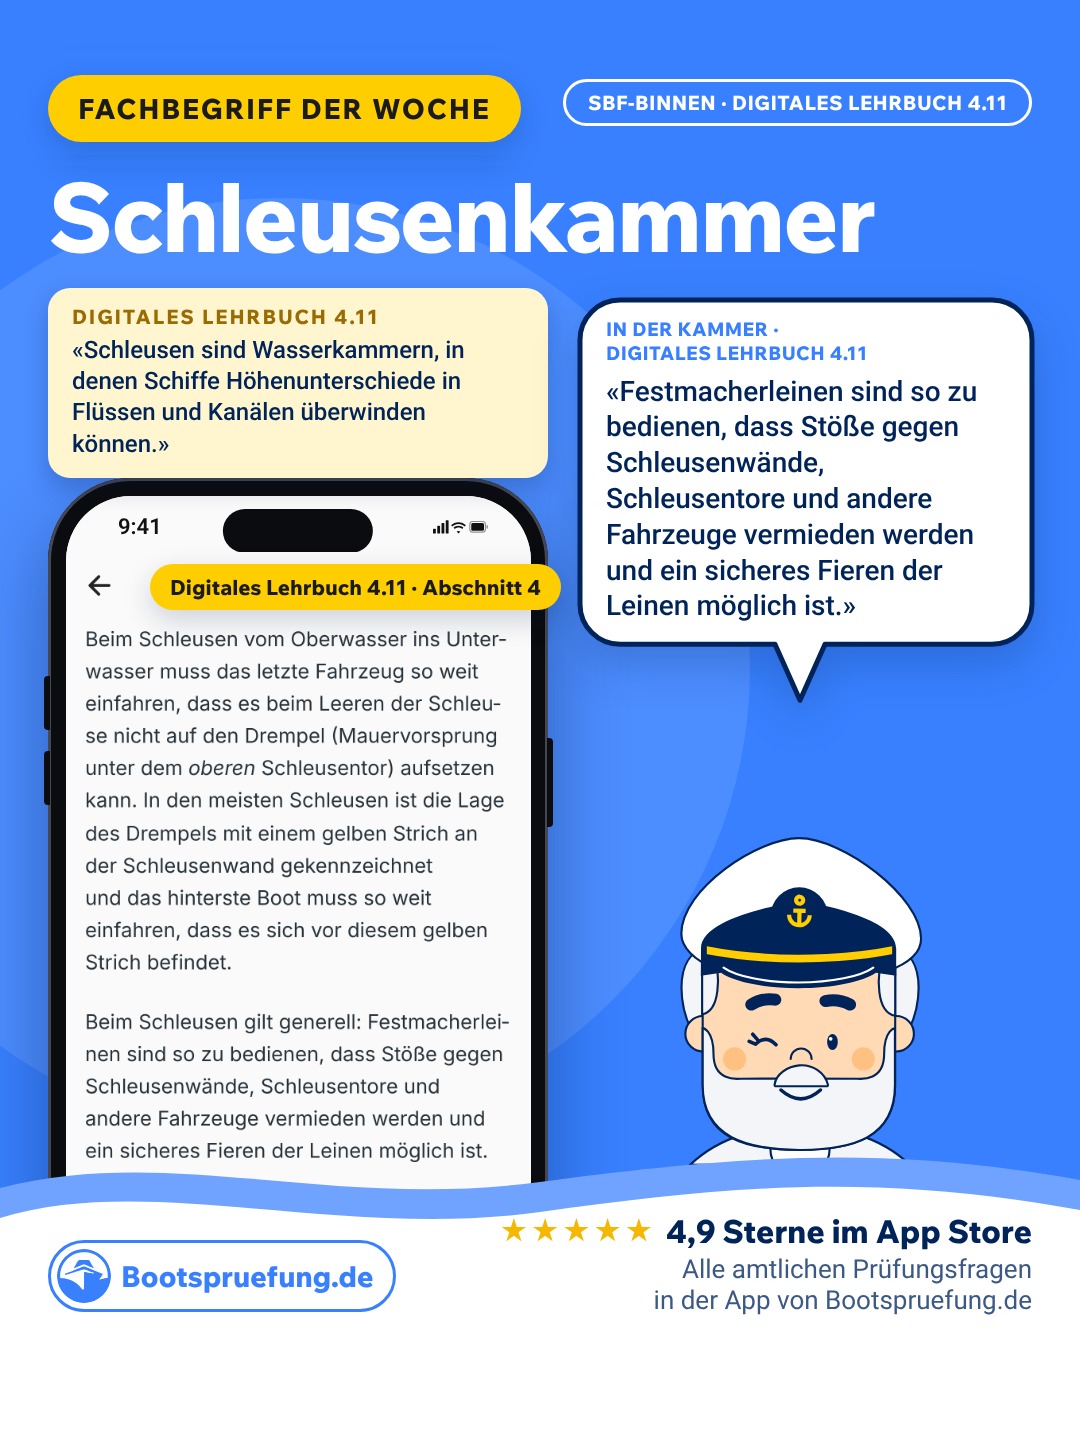 FACHBEGRIFF DER WOCHE
SBF-BINNEN · DIGITALES LEHRBUCH 4.11
Schleusenkammer
DIGITALES LEHRBUCH 4.11
«Schleusen sind Wasserkammern, in
denen Schiffe Höhenunterschiede in
Flüssen und Kanälen überwinden
können.»
IN DER KAMMER ·
DIGITALES LEHRBUCH 4.11
«Festmacherleinen sind so zu
bedienen, dass Stöße gegen
Schleusenwände,
Schleusentore und andere
Fahrzeuge vermieden werden
und ein sicheres Fieren der
Leinen möglich ist.»
9:41
Digitales Lehrbuch 4.11 · Abschnitt 4
Beim Schleusen vom Oberwasser ins Unter-
wasser muss das letzte Fahrzeug so weit
einfahren, dass es beim Leeren der Schleu-
se nicht auf den Drempel (Mauervorsprung
unter dem oberen Schleusentor) aufsetzen
kann. In den meisten Schleusen ist die Lage
des Drempels mit einem gelben Strich an
der Schleusenwand gekennzeichnet
und das hinterste Boot muss so weit
einfahren, dass es sich vor diesem gelben
Strich befindet.
Beim Schleusen gilt generell: Festmacherlei-
nen sind so zu bedienen, dass Stöße gegen
Schleusenwände, Schleusentore und
andere Fahrzeuge vermieden werden und
ein sicheres Fieren der Leinen möglich ist.
Bootspruefung.de
★★★★★ 4,9 Sterne im App Store
Alle amtlichen Prüfungsfragen
in der App von Bootspruefung.de